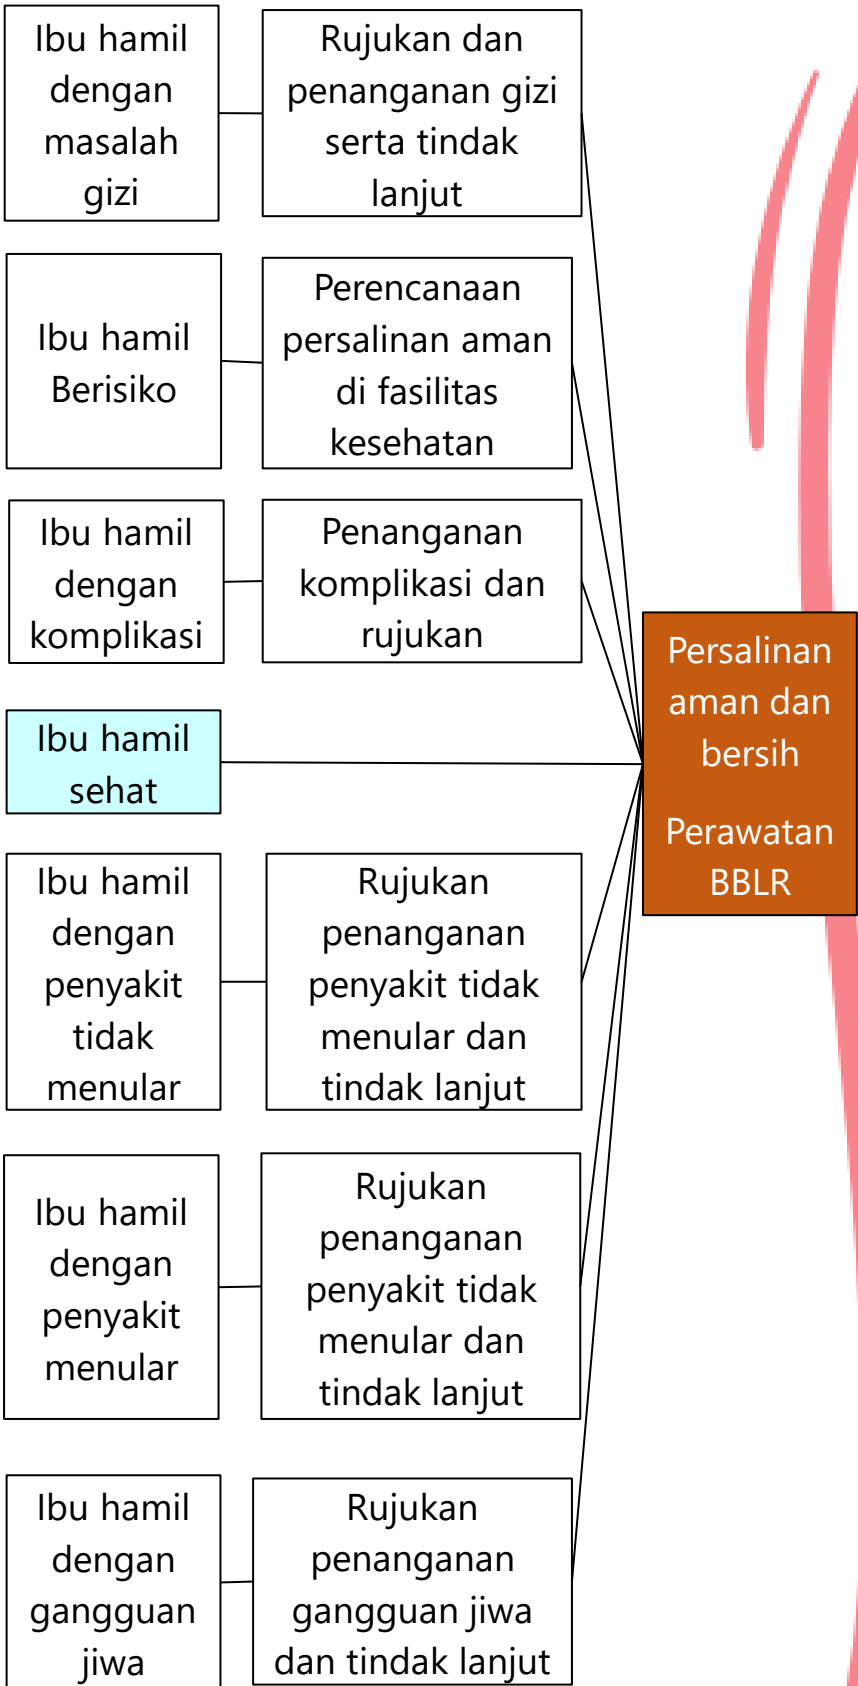 Ibu hamil
dengan
masalah
gizi
Rujukan dan
penanganan gizi
serta tindak
lanjut
Ibu hamil
Berisiko
Perencanaan
persalinan aman
di fasilitas
kesehatan
Ibu hamil
dengan
komplikasi
Penanganan
komplikasi dan
rujukan
Ibu hamil
sehat
Persalinan
aman dan
bersih
Perawatan
BBLR
Ibu hamil
dengan
penyakit
tidak
menular
Rujukan
penanganan
penyakit tidak
menular dan
tindak lanjut
Ibu hamil
dengan
penyakit
menular
Rujukan
penanganan
penyakit tidak
menular dan
tindak lanjut
Ibu hamil
dengan
gangguan
jiwa
Rujukan
penanganan
gangguan jiwa
dan tindak lanjut